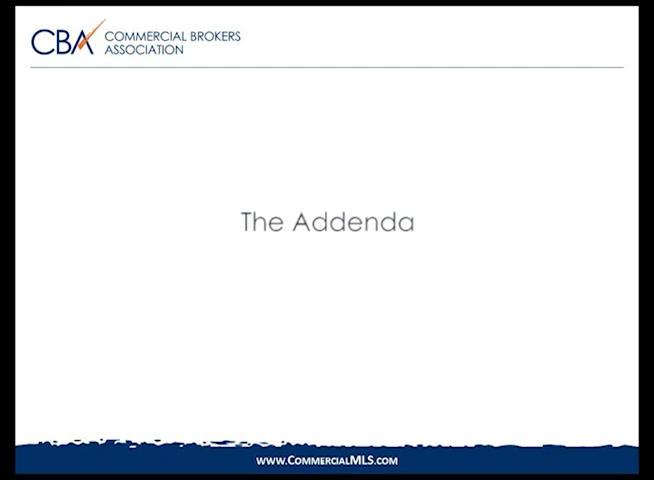 CBA COMMERCIAL BROKERS
ASSOCIATION
The Addenda
www.CommercialMLS.com